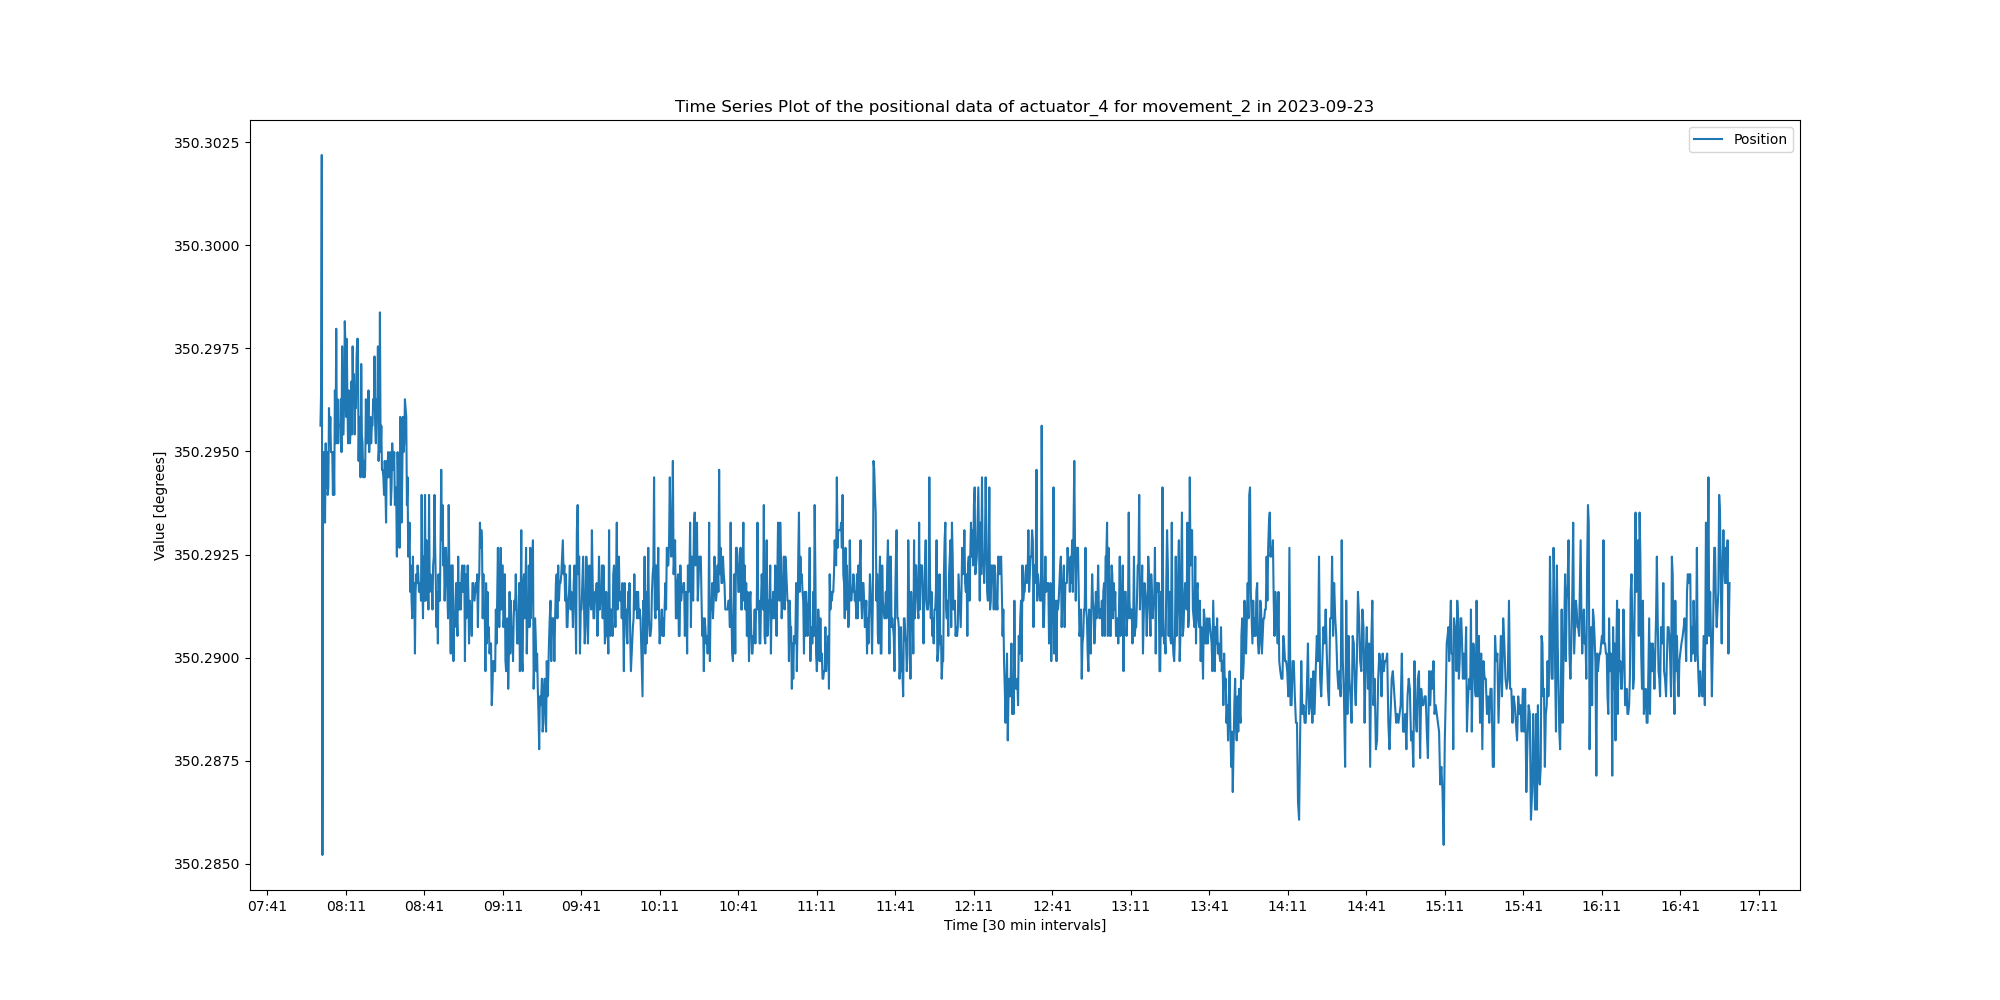 Time Series Plot of the positional data of actuator_4 for movement_2 in 2023-09-23
Position
350.3025
350.3000
350.2975
350.2950
350.2925
350.2900
350.2875
350.2850
Value [degrees]
07:41 08:11 08:41 09:11 09:41 10:11 10:41 11:11 11:41 12:11 12:41 13:11 13:41 14:11 14:41 15:11 15:41 16:11 16:41 17:11
Time [30 min intervals]